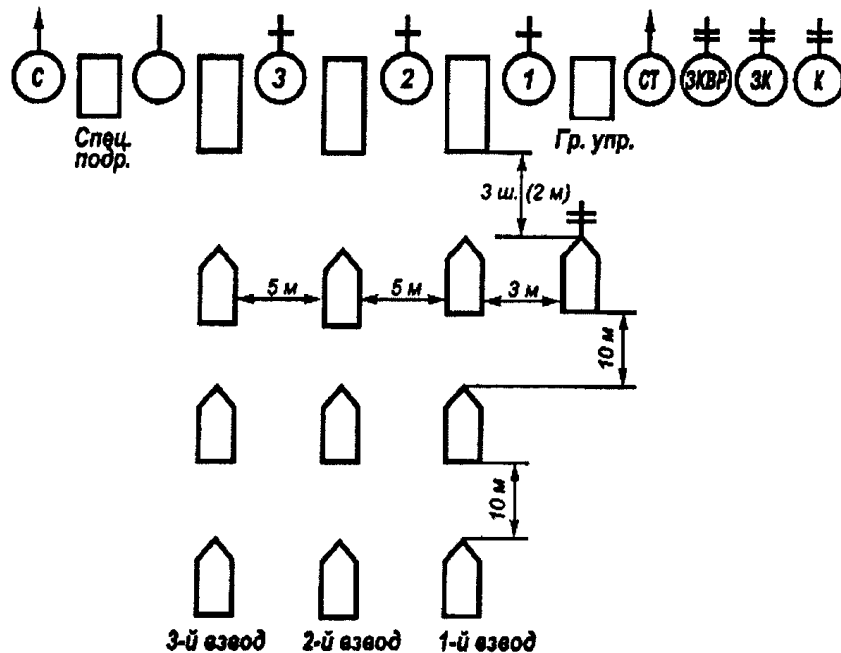 С
3
2
1
СТ
ЗКВР
ЗК
К
Спец.
подр.
Гр. упр.
3 ш. (2 м)
5 м
5 м
3 м
10 м
10 м
3-й взвод
2-й взвод
1-й взвод